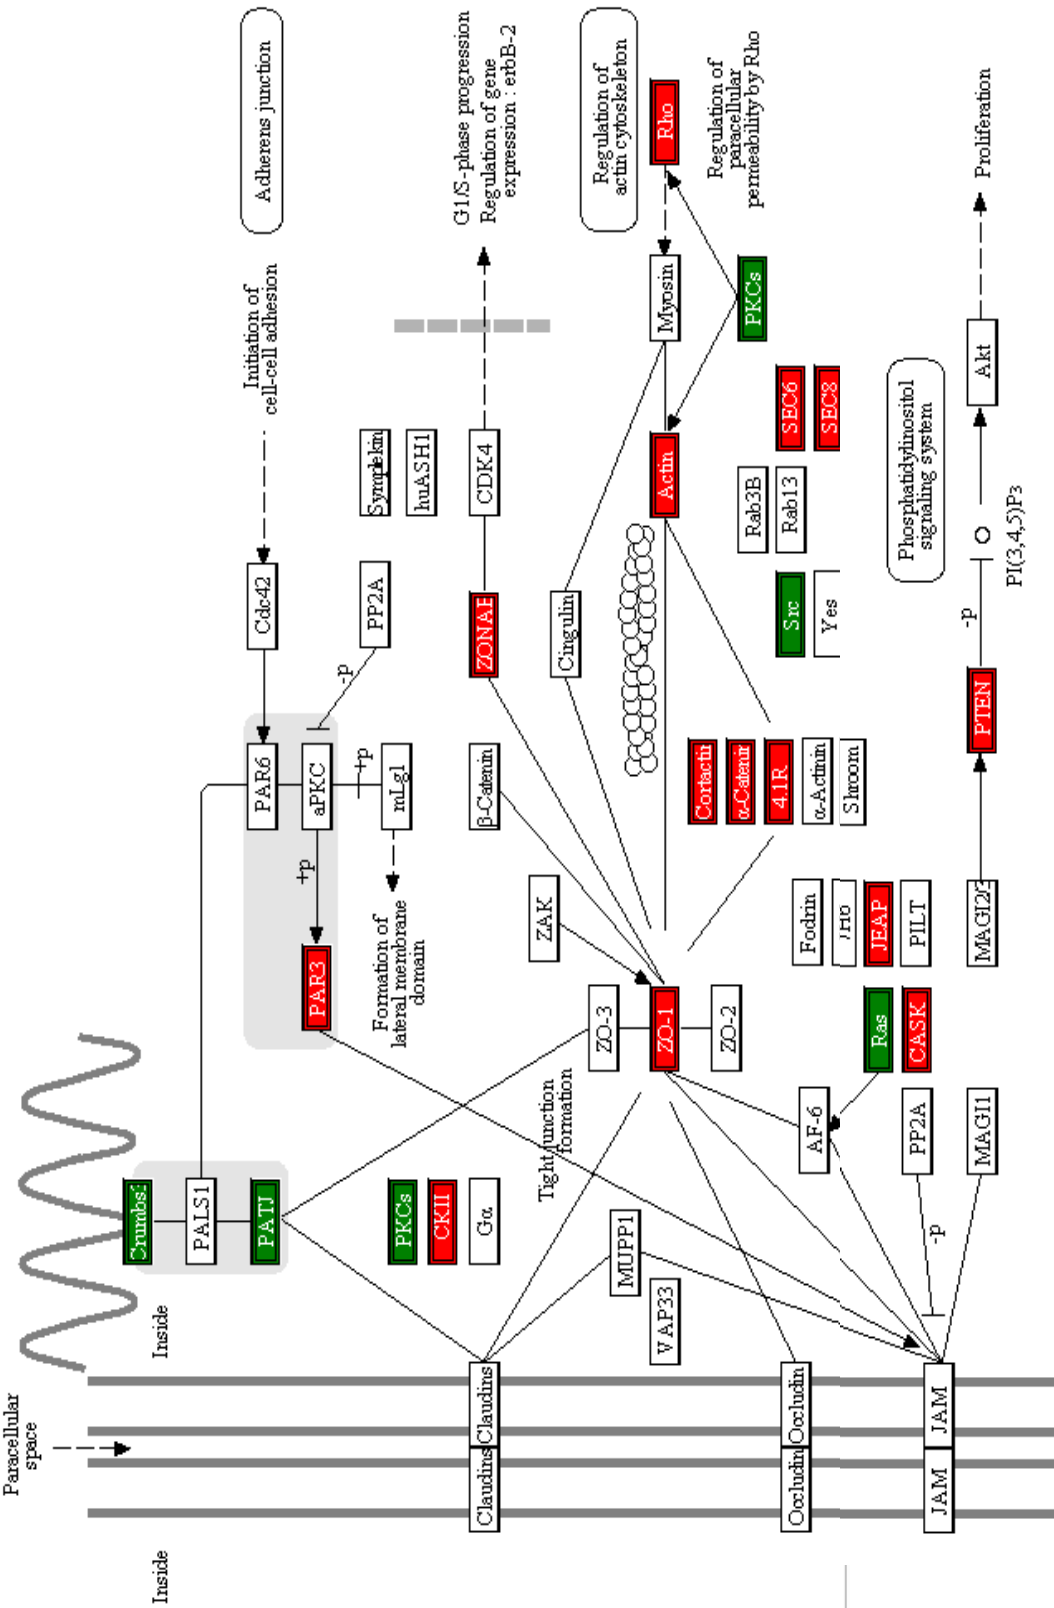 Paracellular
space
Inside
Inside
Crumbs3
PALS1
PATJ
PKCs
CKII
Gα
Claudins
Claudins
Occludin
Occludin
JAM
JAM
MUPP1
VAP33
Tight junction
formation
PAR3
PAR6
aPKC
mLgl
+p
+p
-p
Formation of
lateral membrane
domain
Cdc42
PP2A
Initiation of
cell-cell adhesion
Adherens junction
Symplekin
huASH1
CDK4
ZONAB
β-Catenin
G1/S-phase progression
Regulation of gene
expression : erbB-2
ZAK
Cingulin
ZO-3
ZO-1
ZO-2
Actin
Myosin
Rho
Regulation of
actin cytoskeleton
Regulation of
paracellular
permeability by Rho
PKCs
Cortactin
α-Catenin
4.1R
α-Actinin
Shroom
Rab3B
Rab13
SEC6
SEC8
Src
Yes
Fodrin
JEAP
PILT
Ras
CASK
AF-6
PP2A
-p
MAGI1
MAGI2/3
PTEN
-p
PI(3,4,5)P3
Phosphatidylinositol
signaling system
Akt
Proliferation